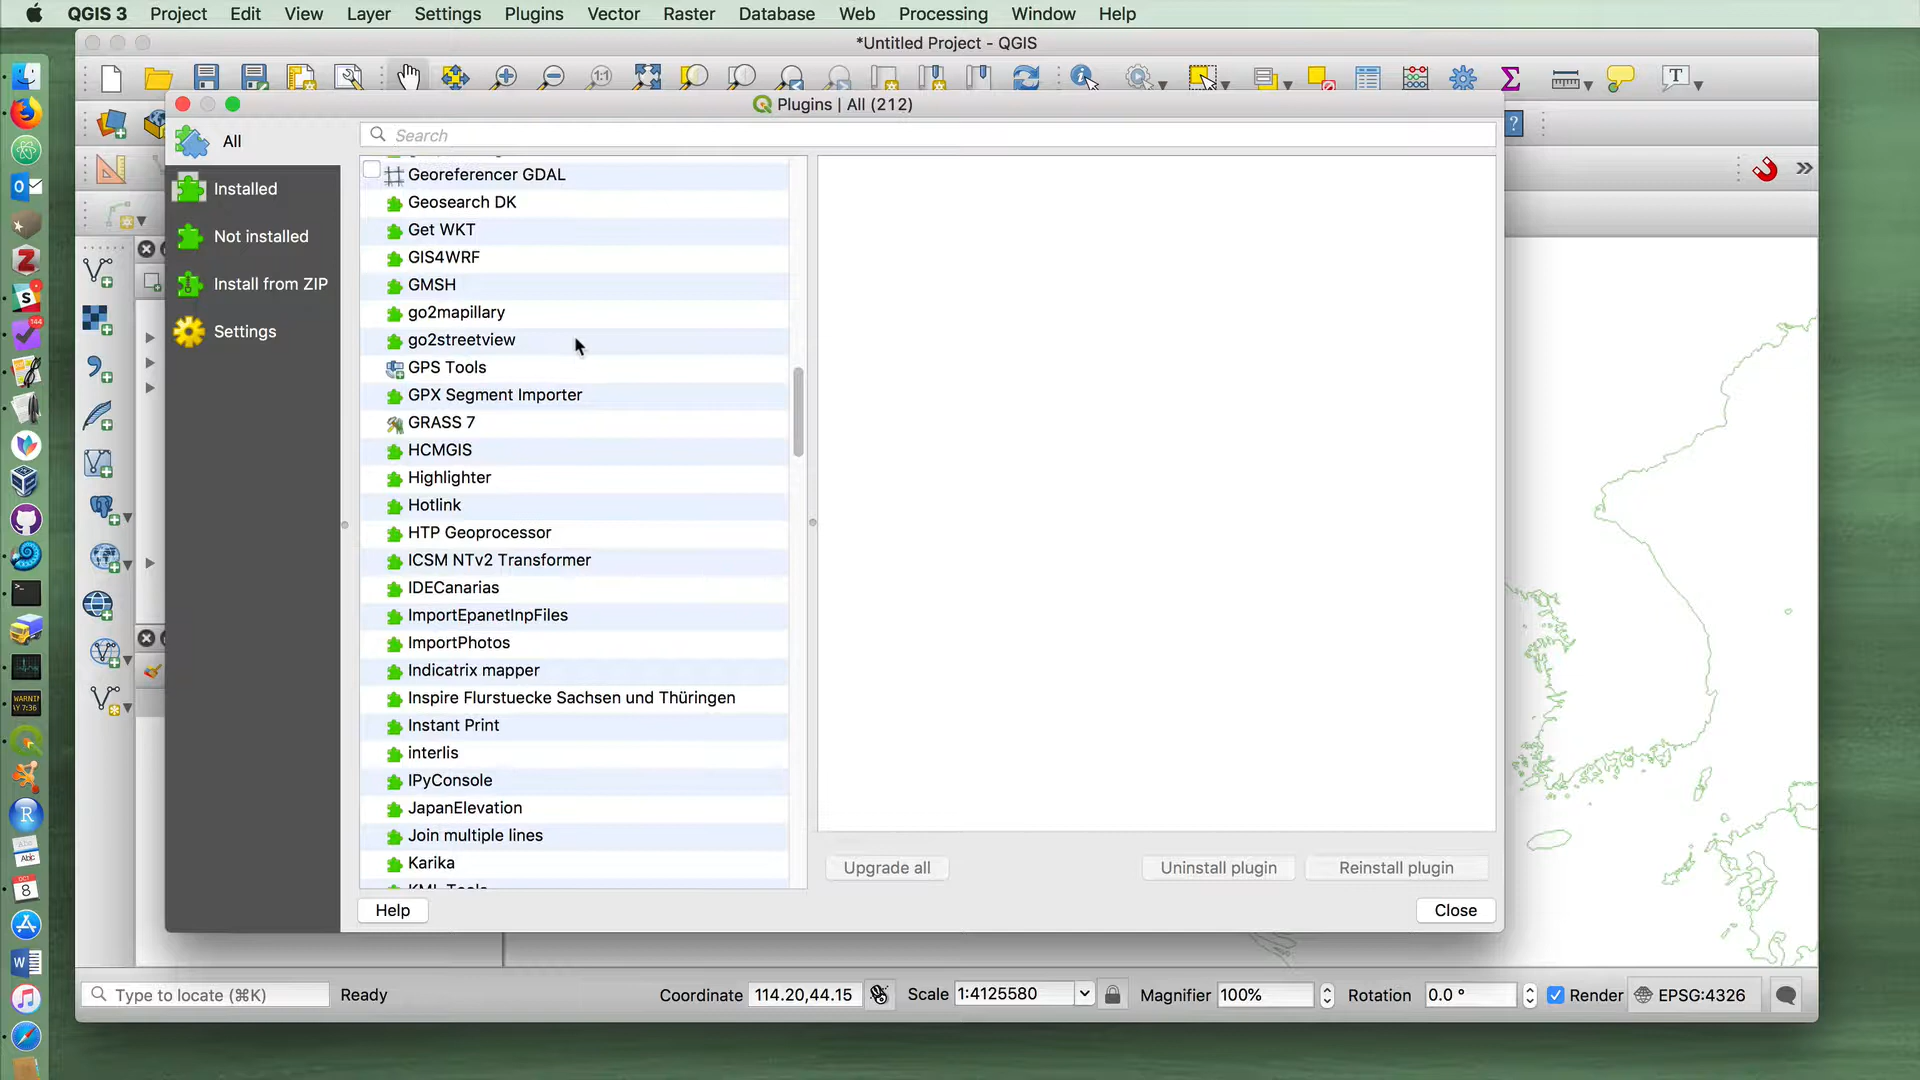 QGIS 3 Project Edit View Layer Settings Plugins Vector Raster Database Web Processing Window Help
*Untitled Project - QGIS
Plugins | All (212)
All
Search
Installed
Not installed
Install from ZIP
Settings
Georeferencer GDAL
Geosearch DK
Get WKT
GIS4WRF
GMSH
go2mapillary
go2streetview
GPS Tools
GPX Segment Importer
GRASS 7
HCMGIS
Highlighter
Hotlink
HTP Geoprocessor
ICSM NTv2 Transformer
IDECanarias
ImportEpanetInpFiles
ImportPhotos
Indicatrix mapper
Inspire Flurstuecke Sachsen und Thüringen
Instant Print
interlis
IPyConsole
JapanElevation
Join multiple lines
Karika
KML Tools
Upgrade all Uninstall plugin Reinstall plugin
Help Close
Type to locate (⌘K) Ready Coordinate 114.20,44.15 Scale 1:4125580 Magnifier 100% Rotation 0.0 ° Render EPSG:4326
144
OCT
8